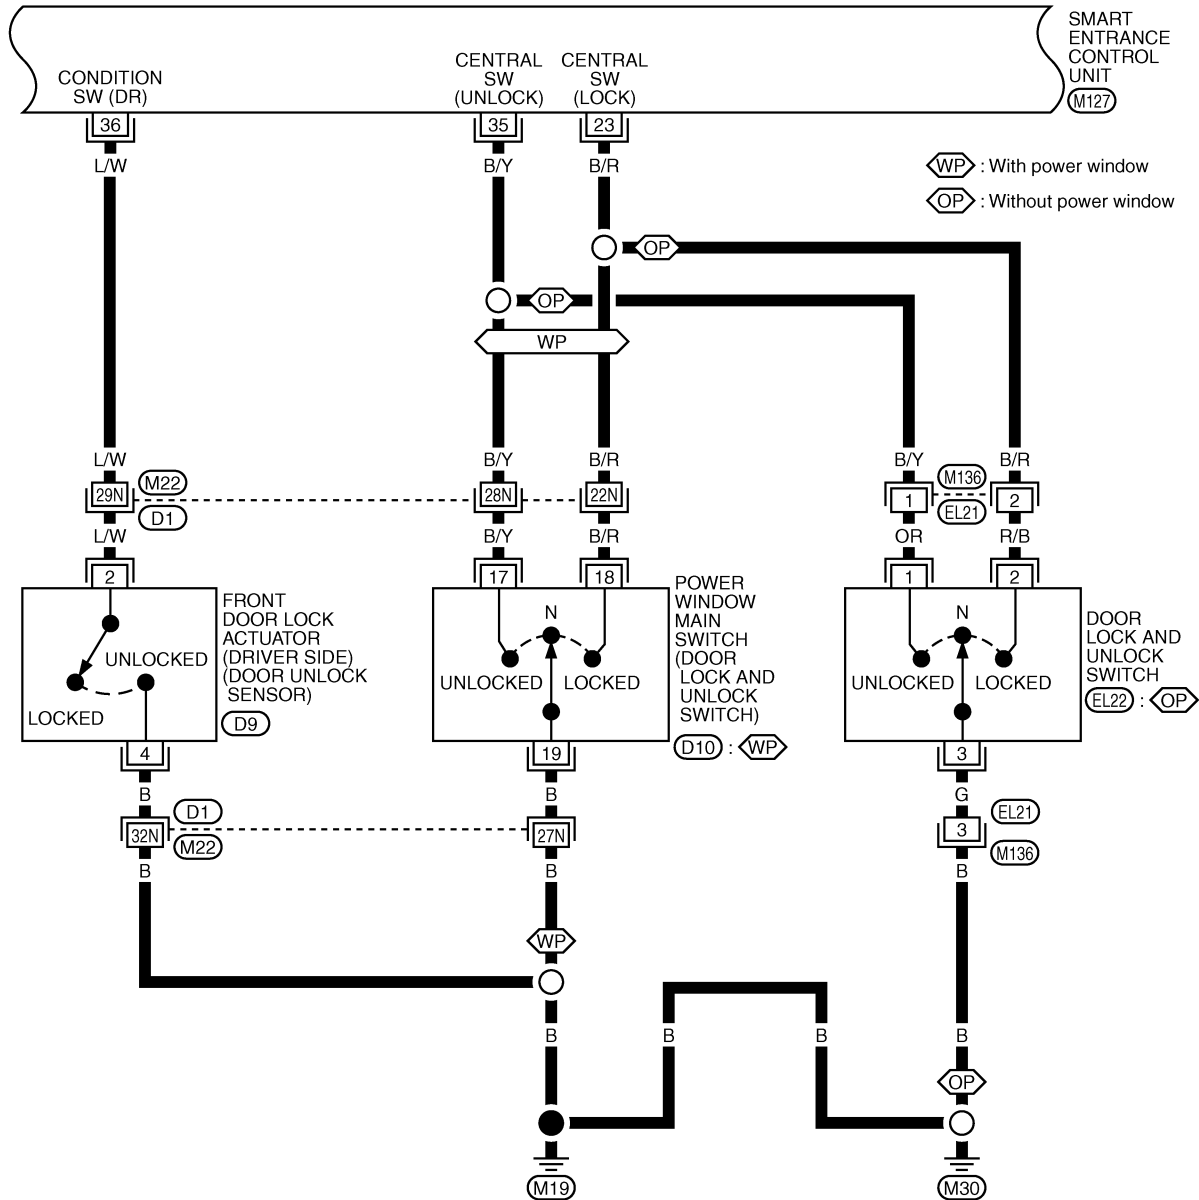 SMART
ENTRANCE
CONTROL
UNIT
M127
CONDITION
SW (DR)
CENTRAL
SW
(UNLOCK)
CENTRAL
SW
(LOCK)
36
35
23
L/W
B/Y
B/R
WP : With power window
OP : Without power window
OP
OP
WP
L/W
B/Y
B/R
B/Y
B/R
29N
M22
D1
28N
22N
1
M136
EL21
2
L/W
B/Y
B/R
OR
R/B
2
17
18
1
2
UNLOCKED
LOCKED
FRONT
DOOR LOCK
ACTUATOR
(DRIVER SIDE)
(DOOR UNLOCK
SENSOR)
D9
N
UNLOCKED
LOCKED
POWER
WINDOW
MAIN
SWITCH
(DOOR
LOCK AND
UNLOCK
SWITCH)
D10 : WP
N
UNLOCKED
LOCKED
DOOR
LOCK AND
UNLOCK
SWITCH
EL22 : OP
4
19
3
B
B
G
32N
D1
M22
27N
3
EL21
M136
B
B
B
WP
B
B
B
B
OP
M19
M30